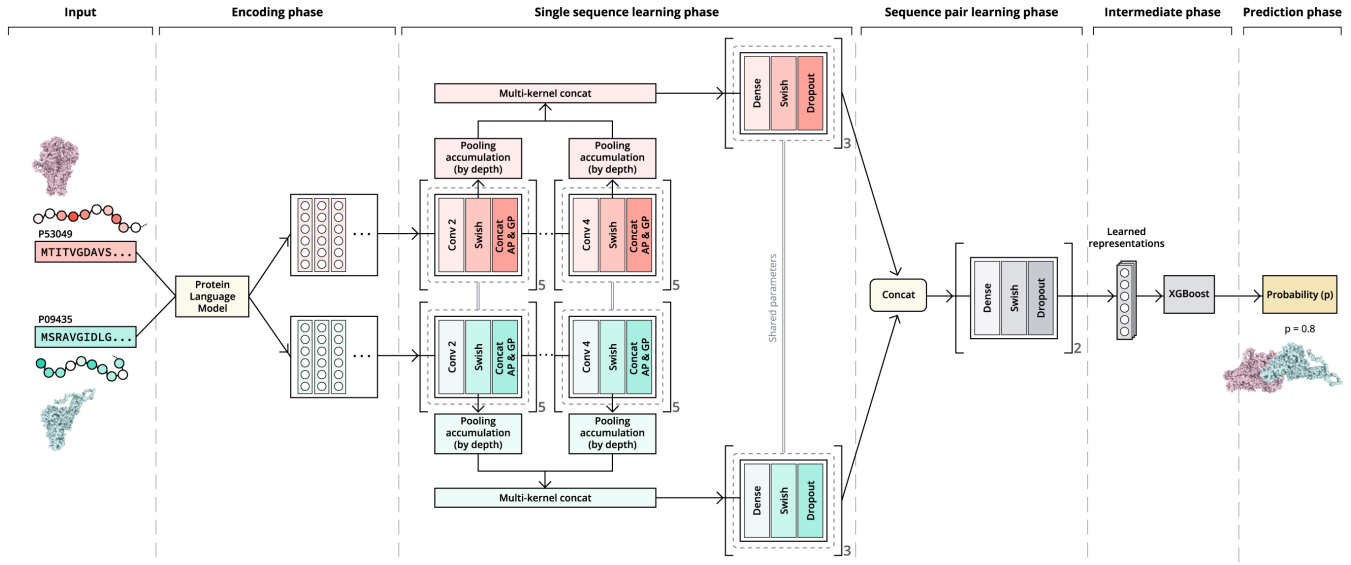 Input
Encoding phase
Single sequence learning phase
Sequence pair learning phase
Intermediate phase
Prediction phase
P53049
MTITVGDAVS...
P09435
MSRAVGIDLG...
Protein
Language
Model
...
...
Multi-kernel concat
Pooling
accumulation
(by depth)
Pooling
accumulation
(by depth)
Conv 2
Swish
Concat
AP & GP
5
...
Conv 4
Swish
Concat
AP & GP
5
Conv 2
Swish
Concat
AP & GP
5
...
Conv 4
Swish
Concat
AP & GP
5
Pooling
accumulation
(by depth)
Pooling
accumulation
(by depth)
Multi-kernel concat
Dense
Swish
Dropout
3
Shared parameters
Dense
Swish
Dropout
3
Concat
Dense
Swish
Dropout
2
Learned
representations
XGBoost
Probability (p)
p = 0.8